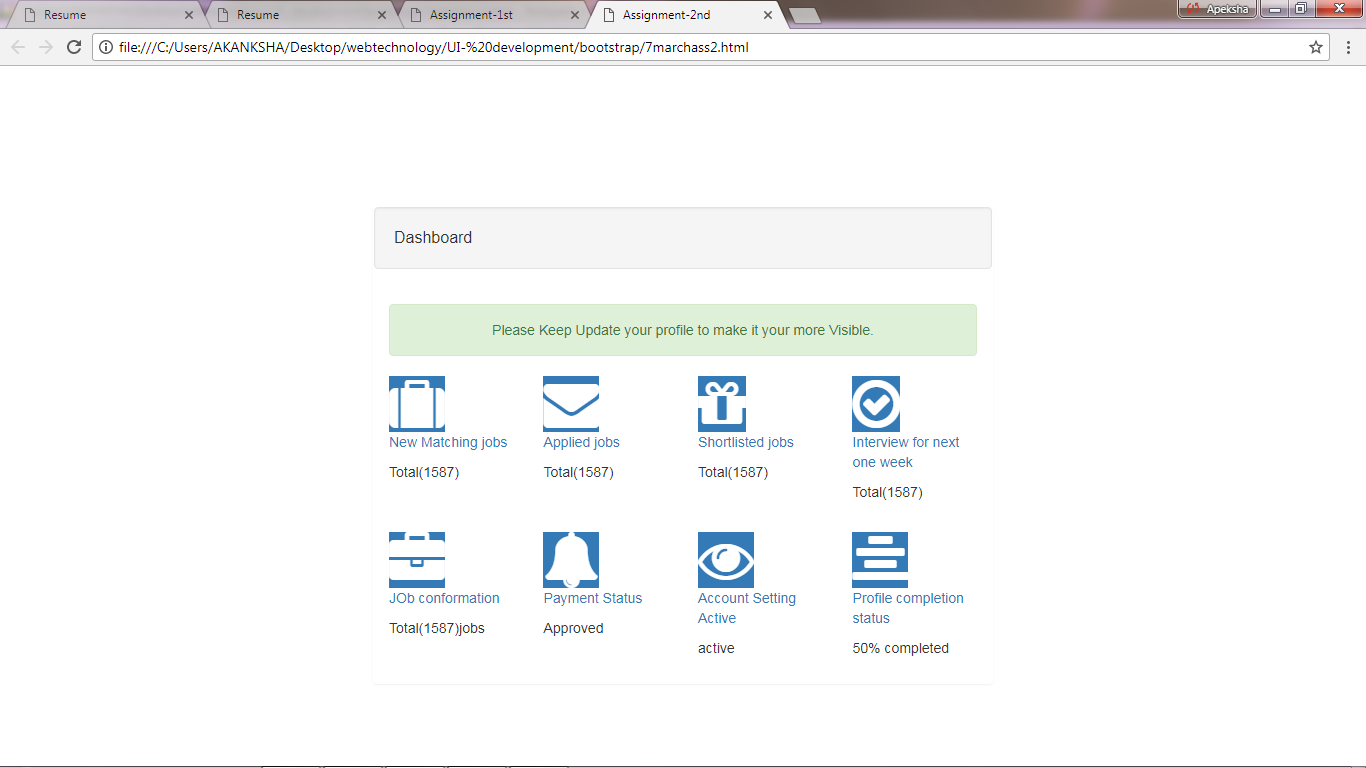 Resume
Resume
Assignment-1st
Assignment-2nd
Apeksha
file:///C:/Users/AKANKSHA/Desktop/webtechnology/UI-%20development/bootstrap/7marchass2.html
Dashboard
Please Keep Update your profile to make it your more Visible.
New Matching jobs
Total(1587)
Applied jobs
Total(1587)
Shortlisted jobs
Total(1587)
Interview for next
one week
Total(1587)
JOb conformation
Total(1587)jobs
Payment Status
Approved
Account Setting
Active
active
Profile completion
status
50% completed